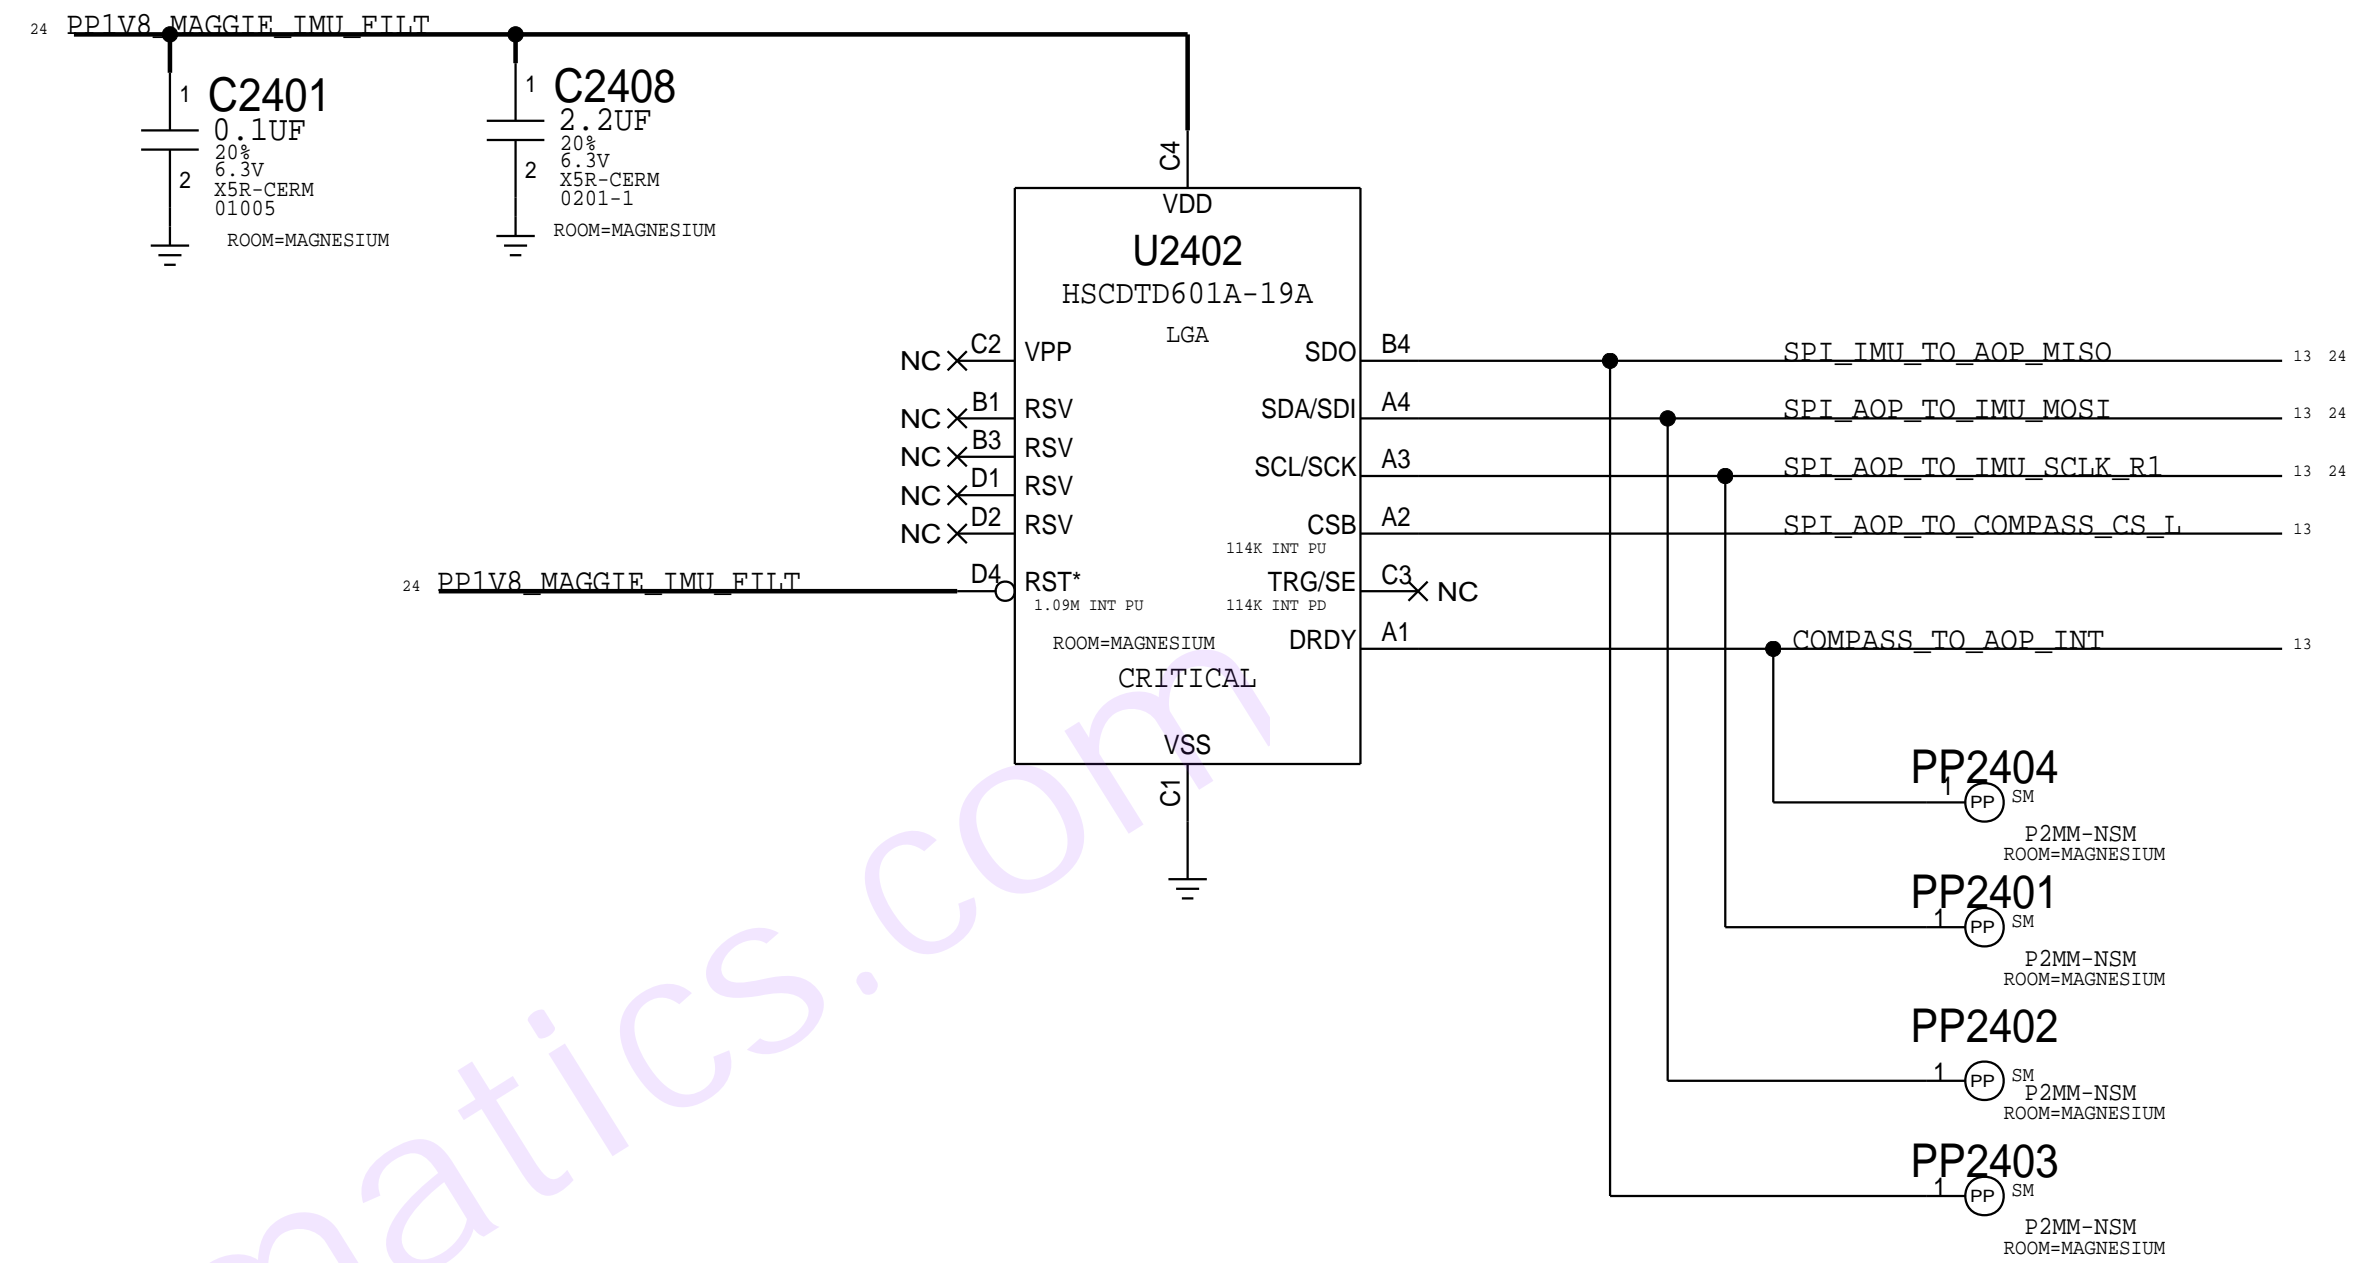 24 PP1V8_MAGGIE_IMU_FILT
1 C2401
0.1UF
20%
6.3V
2 X5R-CERM
01005
ROOM=MAGNESIUM
1 C2408
2.2UF
20%
6.3V
2 X5R-CERM
0201-1
ROOM=MAGNESIUM
C4
VDD
U2402
HSCDTD601A-19A
LGA
NC C2 VPP
NC B1 RSV
NC B3 RSV
NC D1 RSV
NC D2 RSV
24 PP1V8_MAGGIE_IMU_FILT D4 RST*
1.09M INT PU
SDO B4 SPI_IMU_TO_AOP_MISO 13 24
SDA/SDI A4 SPI_AOP_TO_IMU_MOSI 13 24
SCL/SCK A3 SPI_AOP_TO_IMU_SCLK_R1 13 24
CSB A2 SPI_AOP_TO_COMPASS_CS_L 13
114K INT PU
TRG/SE C3 NC
114K INT PD
DRDY A1 COMPASS_TO_AOP_INT 13
ROOM=MAGNESIUM
CRITICAL
VSS
C1
PP2404
1 PP SM
P2MM-NSM
ROOM=MAGNESIUM
PP2401
1 PP SM
P2MM-NSM
ROOM=MAGNESIUM
PP2402
1 PP SM
P2MM-NSM
ROOM=MAGNESIUM
PP2403
1 PP SM
P2MM-NSM
ROOM=MAGNESIUM
matics.com